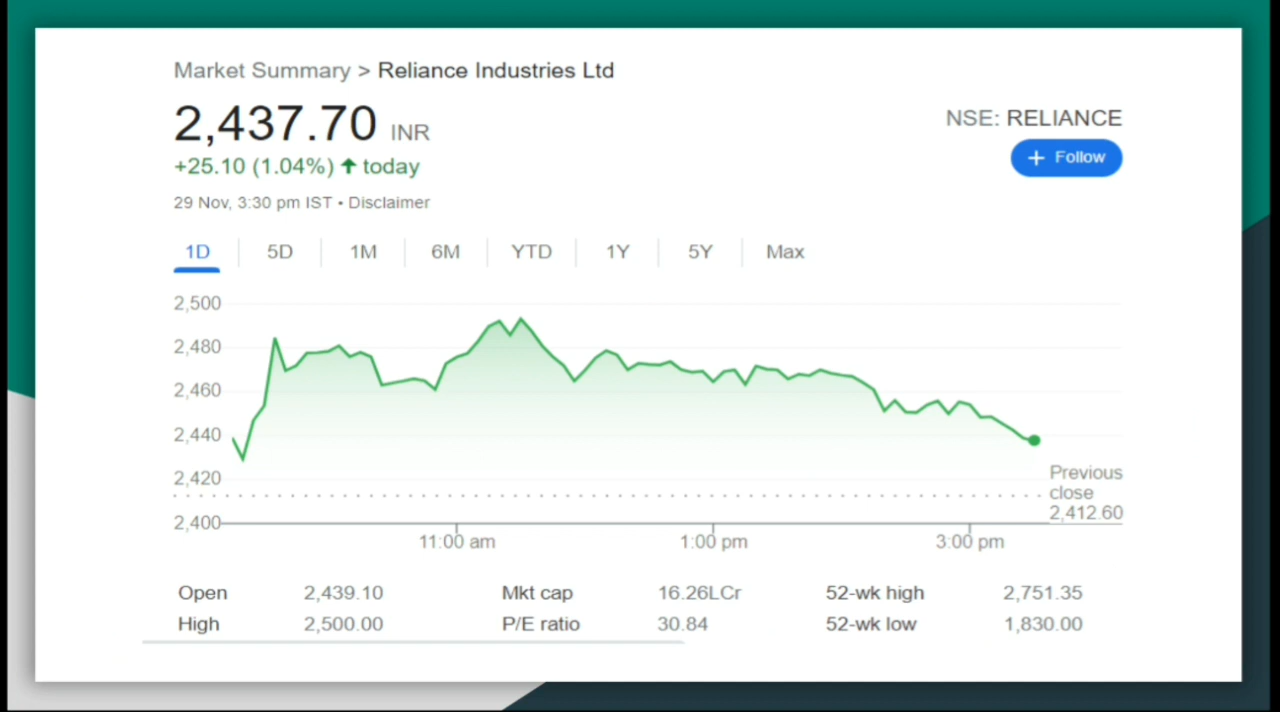 Market Summary > Reliance Industries Ltd
2,437.70 INR
NSE: RELIANCE
+25.10 (1.04%) ↑ today
+ Follow
29 Nov, 3:30 pm IST • Disclaimer
1D 5D 1M 6M YTD 1Y 5Y Max
2,500
2,480
2,460
2,440
2,420
2,400
Previous
close
2,412.60
11:00 am 1:00 pm 3:00 pm
Open 2,439.10 Mkt cap 16.26LCr 52-wk high 2,751.35
High 2,500.00 P/E ratio 30.84 52-wk low 1,830.00